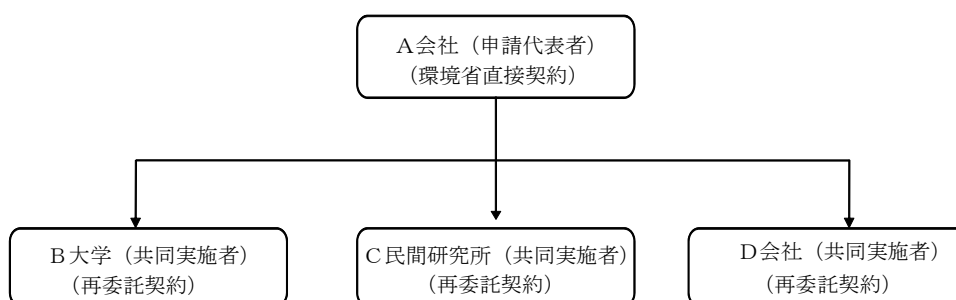 A会社（申請代表者）
（環境省直接契約）
B大学（共同実施者）
（再委託契約）
C民間研究所（共同実施者）
（再委託契約）
D会社（共同実施者）
（再委託契約）